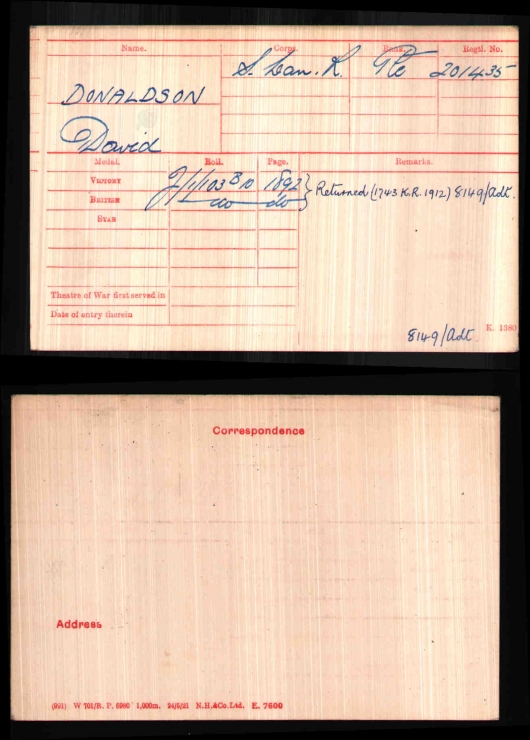 Name. Corps. Rank. Regtl. No.
S. Can. R. Pte 201435
DONALDSON
David
Medal. Roll. Page. Remarks.
VICTORY J/1/103 B 10 1892
BRITISH do do Returned (1743 K.R. 1912) 8149/Adt.
STAR
Theatre of War first served in
Date of entry therein
8149/Adt. K. 1380
Correspondence
Address
(991) W 701/R. P. 6980 1,000m. 24/5/21 N.H.&Co.Ltd. E. 7600